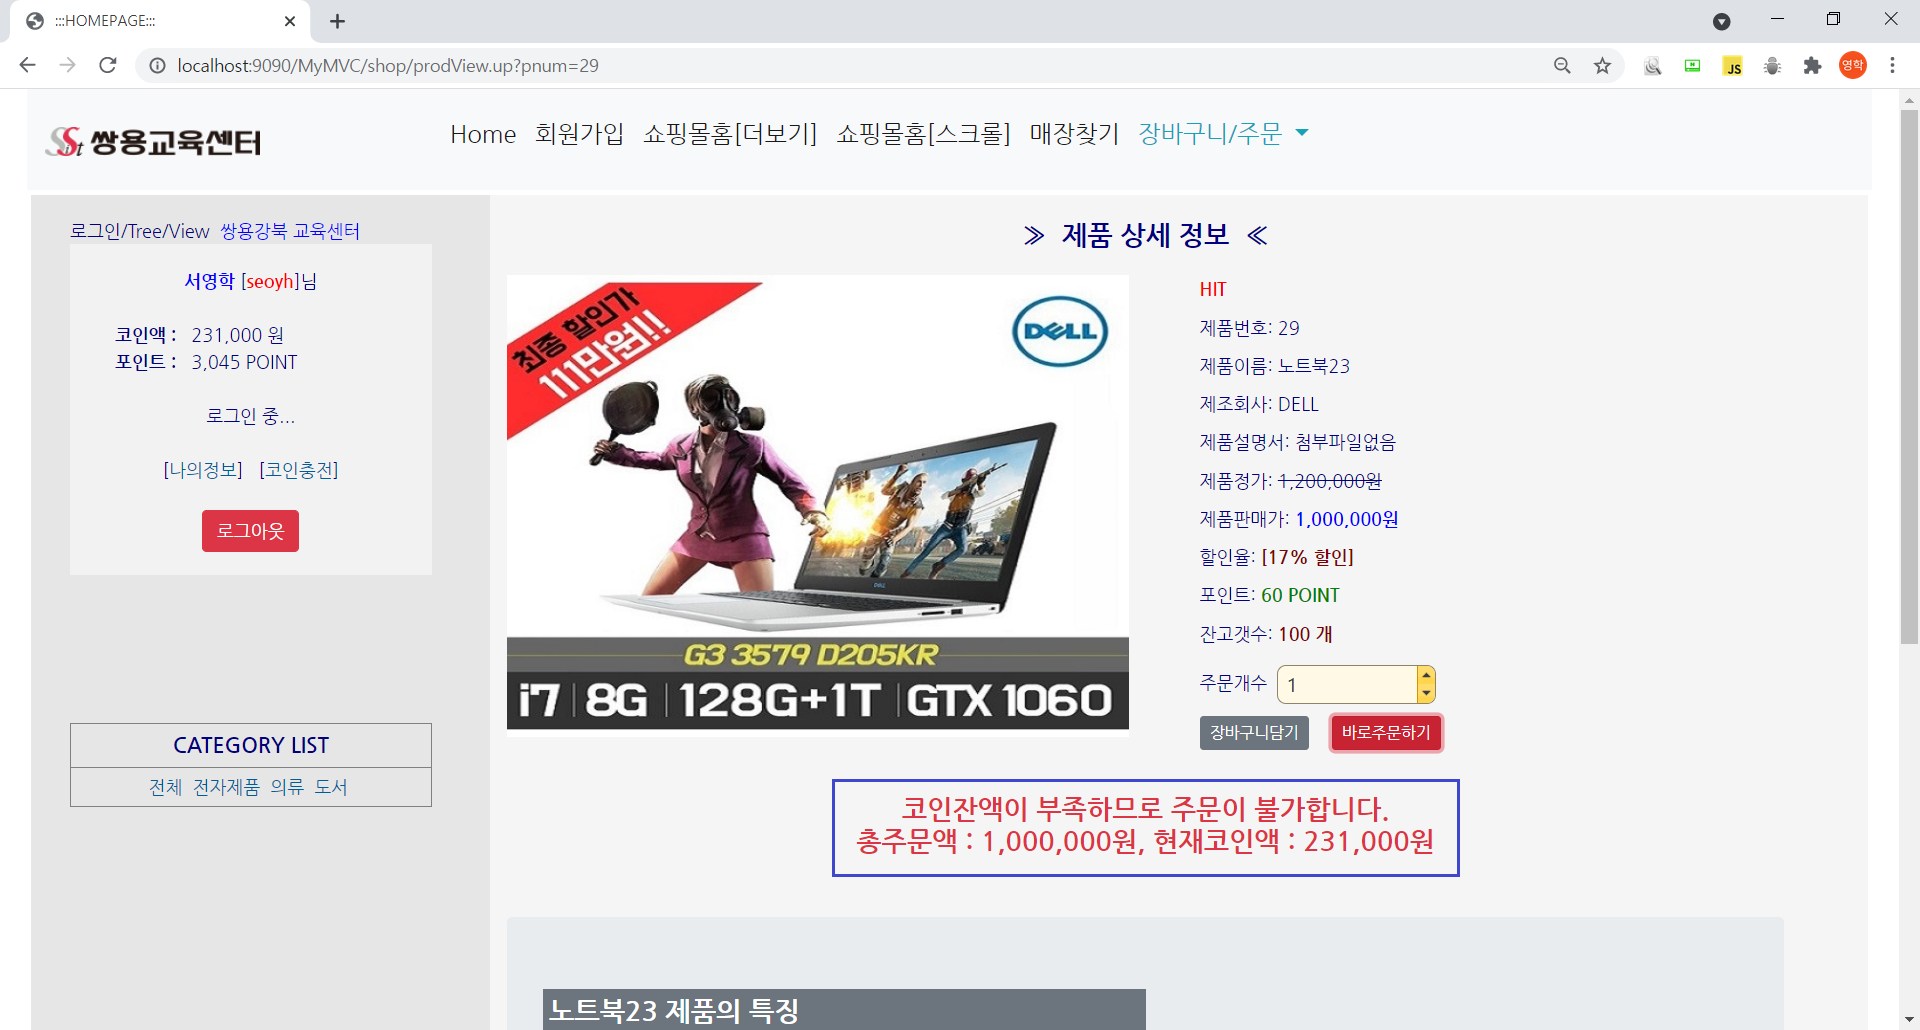 :::HOMEPAGE:::
localhost:9090/MyMVC/shop/prodView.up?pnum=29
JS
영학
SSist 쌍용교육센터
Home 회원가입 쇼핑몰홈[더보기] 쇼핑몰홈[스크롤] 매장찾기 장바구니/주문
로그인/Tree/View 쌍용강북 교육센터
서영학 [seoyh]님
코인액 : 231,000 원
포인트 : 3,045 POINT
로그인 중...
[나의정보] [코인충전]
로그아웃
CATEGORY LIST
전체 전자제품 의류 도서
≫ 제품 상세 정보 ≪
최종 할인가
111만원!!
DELL
DELL
G3 3579 D205KR
i7 | 8G | 128G+1T | GTX 1060
HIT
제품번호: 29
제품이름: 노트북23
제조회사: DELL
제품설명서: 첨부파일없음
제품정가: 1,200,000원
제품판매가: 1,000,000원
할인율: [17% 할인]
포인트: 60 POINT
잔고갯수: 100 개
주문개수 1
장바구니담기 바로주문하기
코인잔액이 부족하므로 주문이 불가합니다.
총주문액 : 1,000,000원, 현재코인액 : 231,000원
노트북23 제품의 특징